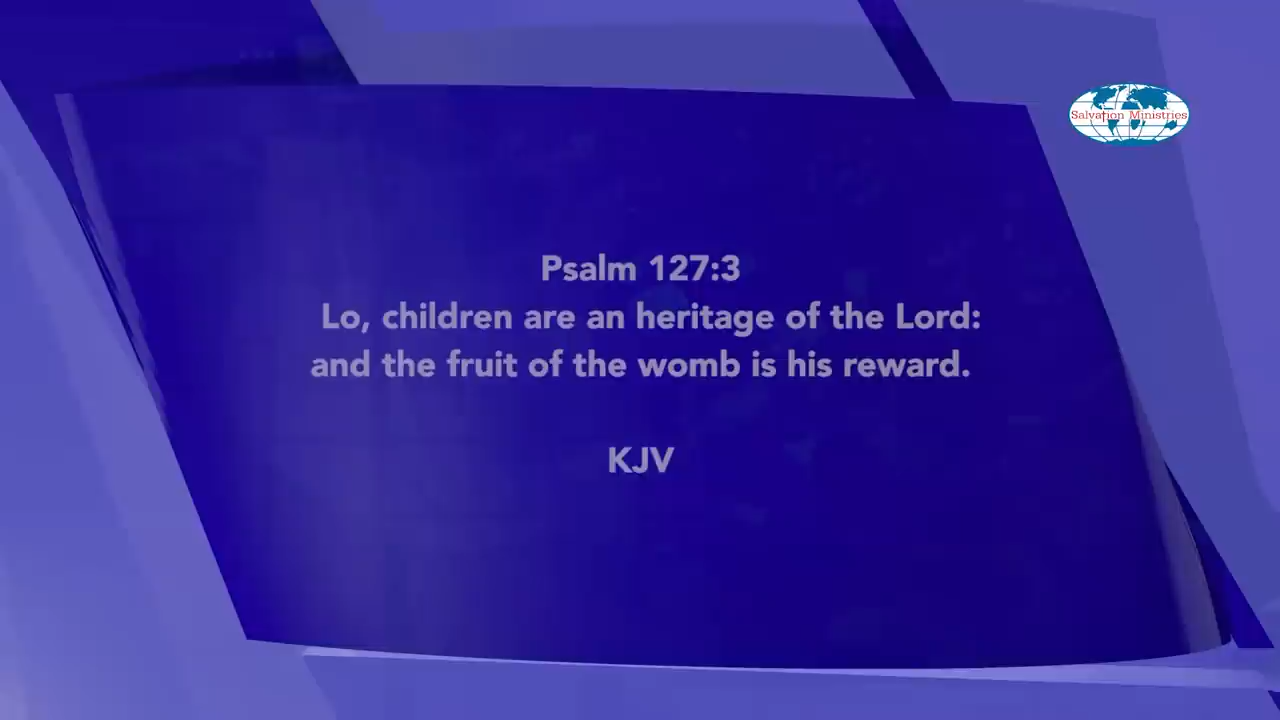 Salvation Ministries
Psalm 127:3
Lo, children are an heritage of the Lord:
and the fruit of the womb is his reward.
KJV